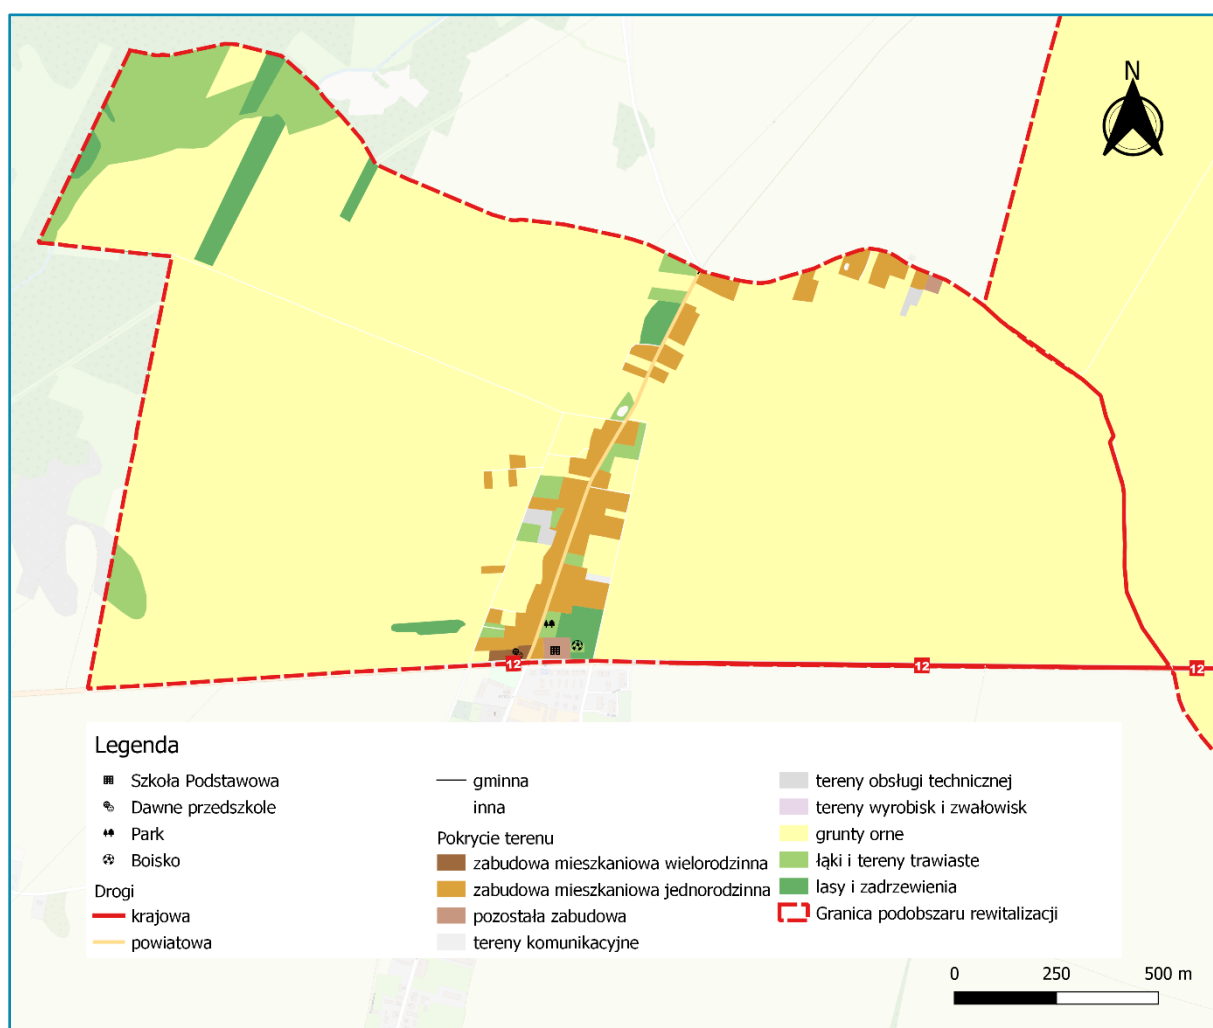 N
12
12
12
Legenda
Szkoła Podstawowa
Dawne przedszkole
Park
Boisko
Drogi
krajowa
powiatowa
gminna
inna
Pokrycie terenu
zabudowa mieszkaniowa wielorodzinna
zabudowa mieszkaniowa jednorodzinna
pozostała zabudowa
tereny komunikacyjne
tereny obsługi technicznej
tereny wyrobisk i zwałowisk
grunty orne
łąki i tereny trawiaste
lasy i zadrzewienia
Granica podobszaru rewitalizacji
0 250 500 m